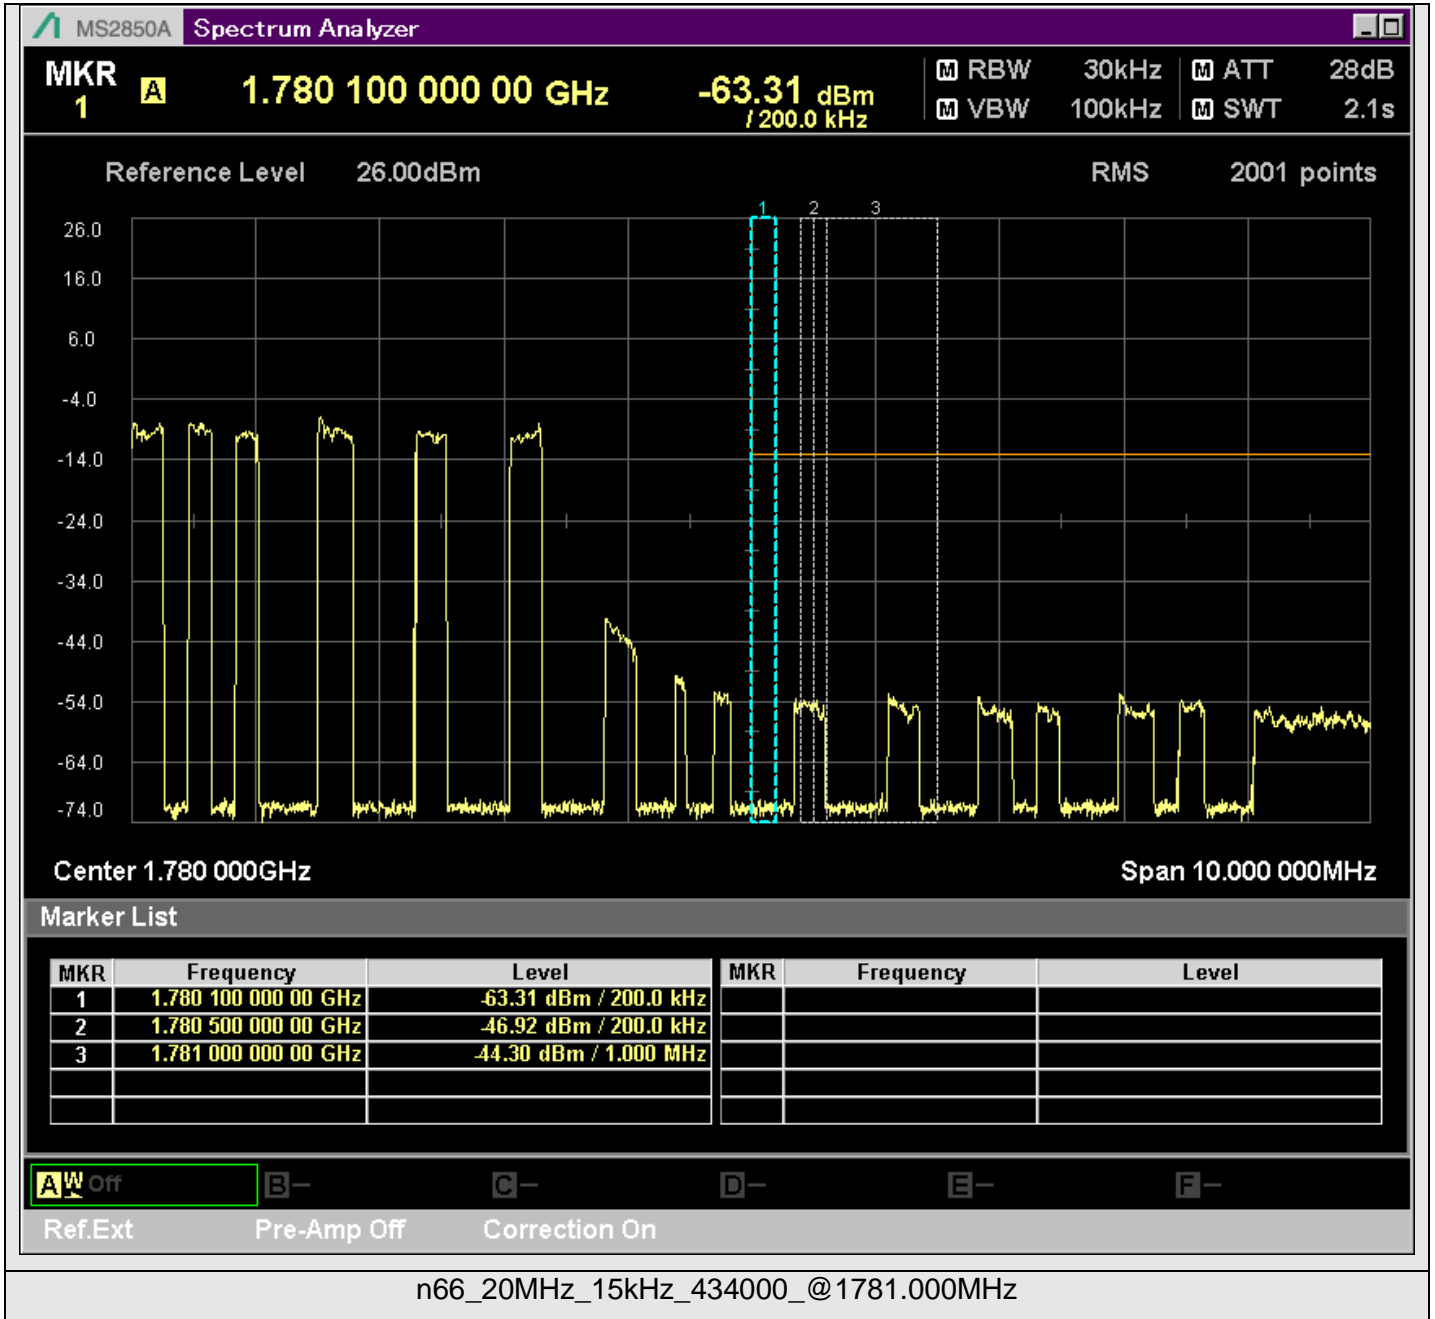 MS2850A Spectrum Analyzer
MKR 1 A 1.780 100 000 00 GHz -63.31 dBm / 200.0 kHz
M RBW 30kHz M ATT 28dB
M VBW 100kHz M SWT 2.1s
Reference Level 26.00dBm RMS 2001 points
1 2 3
26.0
16.0
6.0
-4.0
-14.0
-24.0
-34.0
-44.0
-54.0
-64.0
-74.0
Center 1.780 000GHz Span 10.000 000MHz
Marker List
MKR Frequency Level MKR Frequency Level
1 1.780 100 000 00 GHz -63.31 dBm / 200.0 kHz
2 1.780 500 000 00 GHz -46.92 dBm / 200.0 kHz
3 1.781 000 000 00 GHz -44.30 dBm / 1.000 MHz
A W Off B — C — D — E — F —
Ref.Ext Pre-Amp Off Correction On
n66_20MHz_15kHz_434000_@1781.000MHz